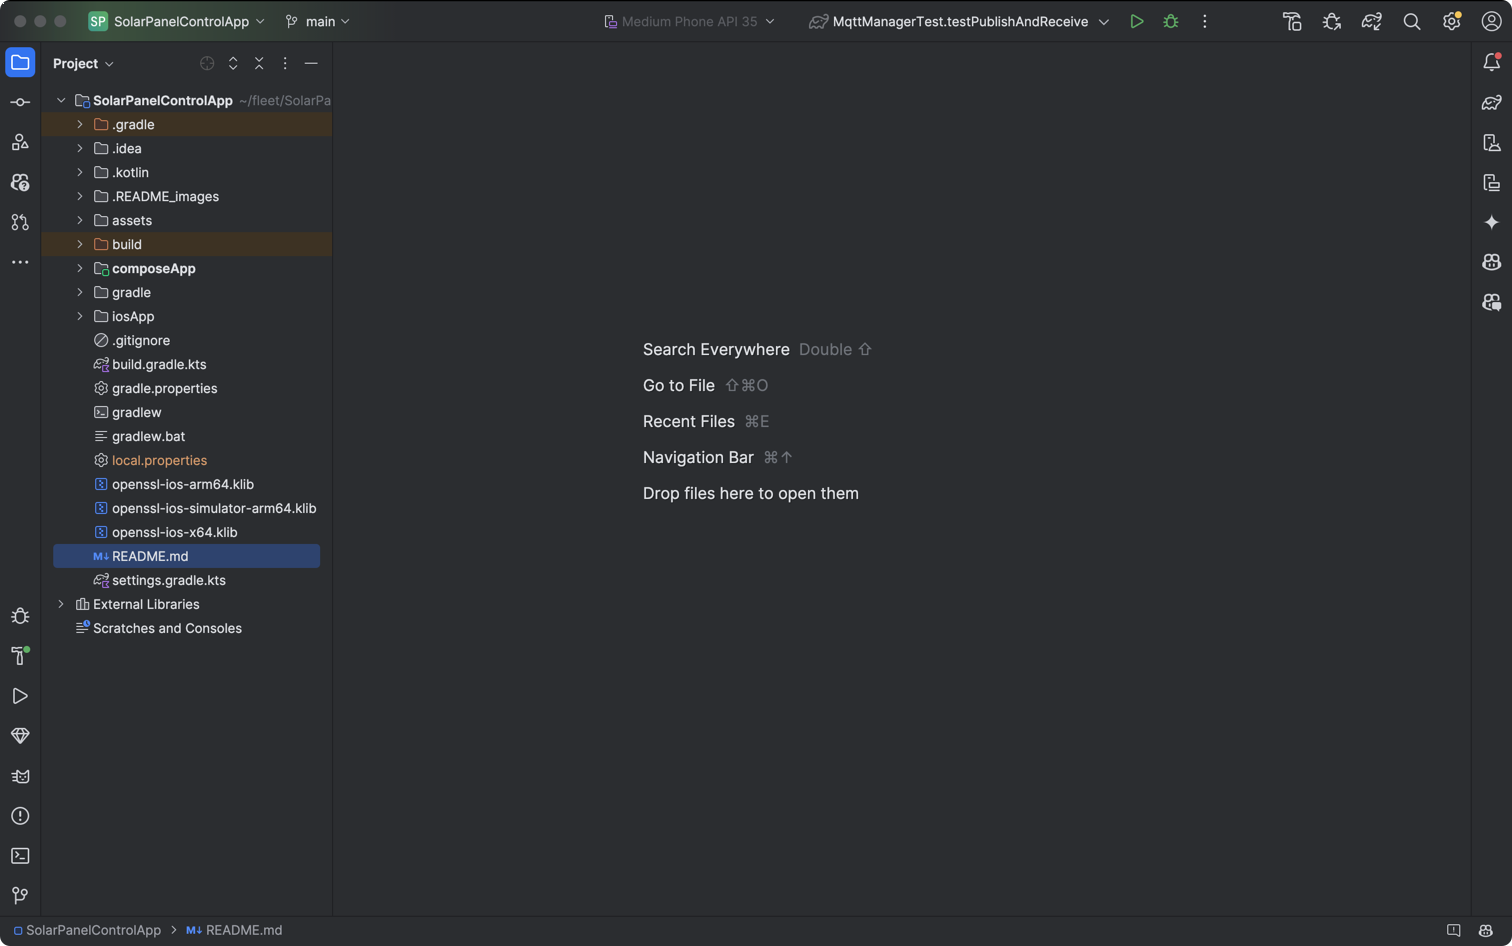 SP SolarPanelControlApp main Medium Phone API 35 MqttManagerTest.testPublishAndReceive
Project
SolarPanelControlApp ~/fleet/SolarPa
.gradle
.idea
.kotlin
.README_images
assets
build
composeApp
gradle
iosApp
.gitignore
build.gradle.kts
gradle.properties
gradlew
gradlew.bat
local.properties
openssl-ios-arm64.klib
openssl-ios-simulator-arm64.klib
openssl-ios-x64.klib
M↓ README.md
settings.gradle.kts
External Libraries
Scratches and Consoles
Search Everywhere Double ⇧
Go to File ⇧⌘O
Recent Files ⌘E
Navigation Bar ⌘↑
Drop files here to open them
SolarPanelControlApp > M↓ README.md